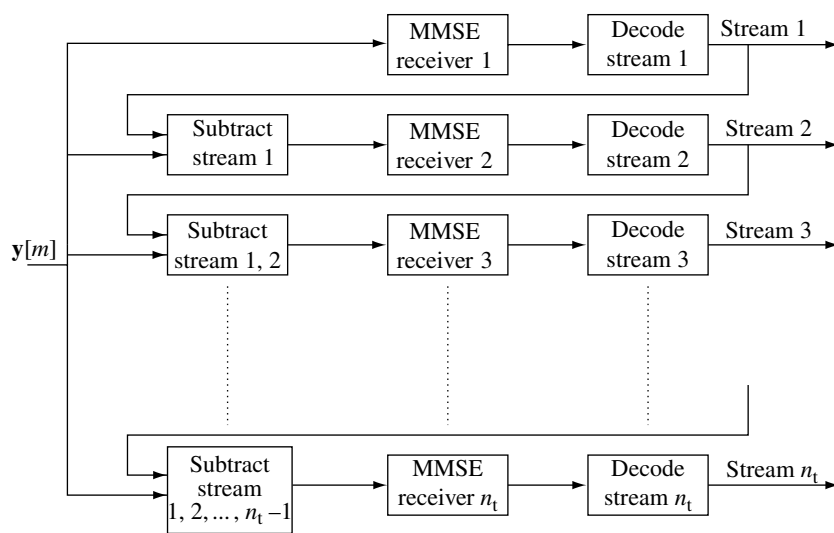 MMSE
receiver 1
Decode
stream 1
Stream 1
Subtract
stream 1
MMSE
receiver 2
Decode
stream 2
Stream 2
y[m]
Subtract
stream 1, 2
MMSE
receiver 3
Decode
stream 3
Stream 3
Subtract
stream
1, 2, ... , nt –1
MMSE
receiver nt
Decode
stream nt
Stream nt